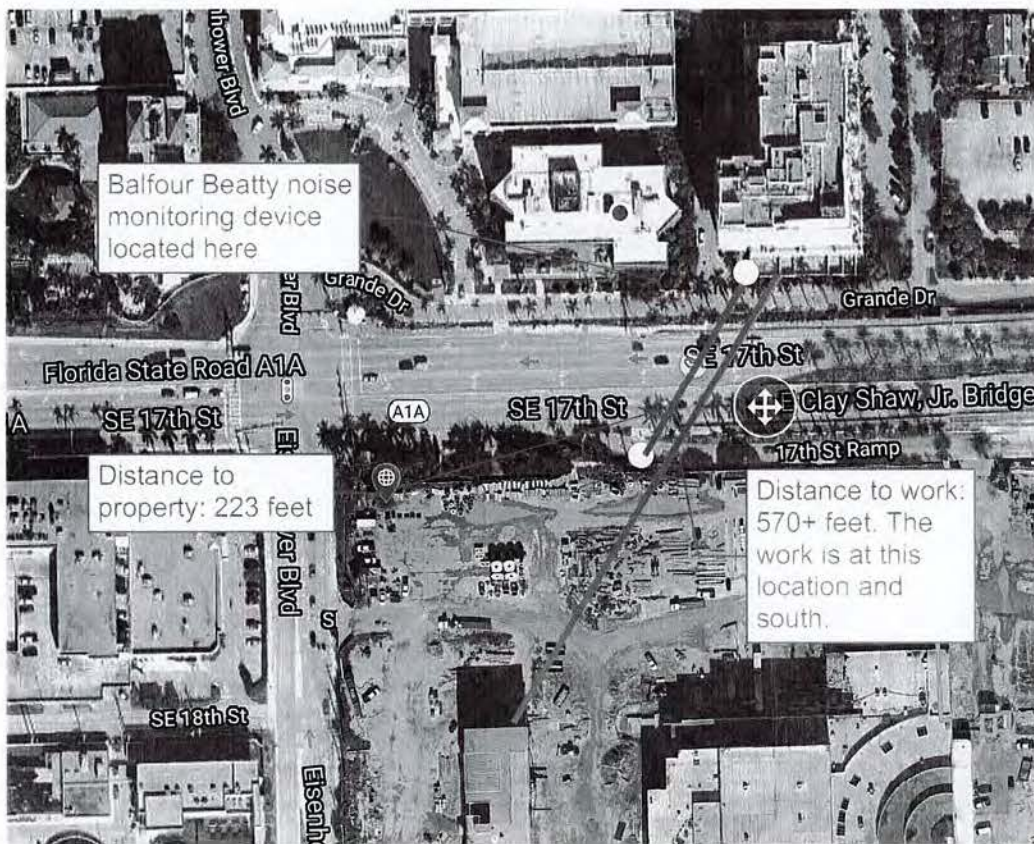 nhower Blvd
Balfour Beatty noise
monitoring device
located here
Grande Dr
er Blvd
Grande Dr
SE 17th St
Florida State Road A1A
A1A
SE 17th St
E Clay Shaw, Jr. Bridge
A
SE 17th St
17th St Ramp
Distance to
property: 223 feet
Distance to work:
570+ feet. The
work is at this
location and
south.
ver Blvd
S
SE 18th St
Eisenh